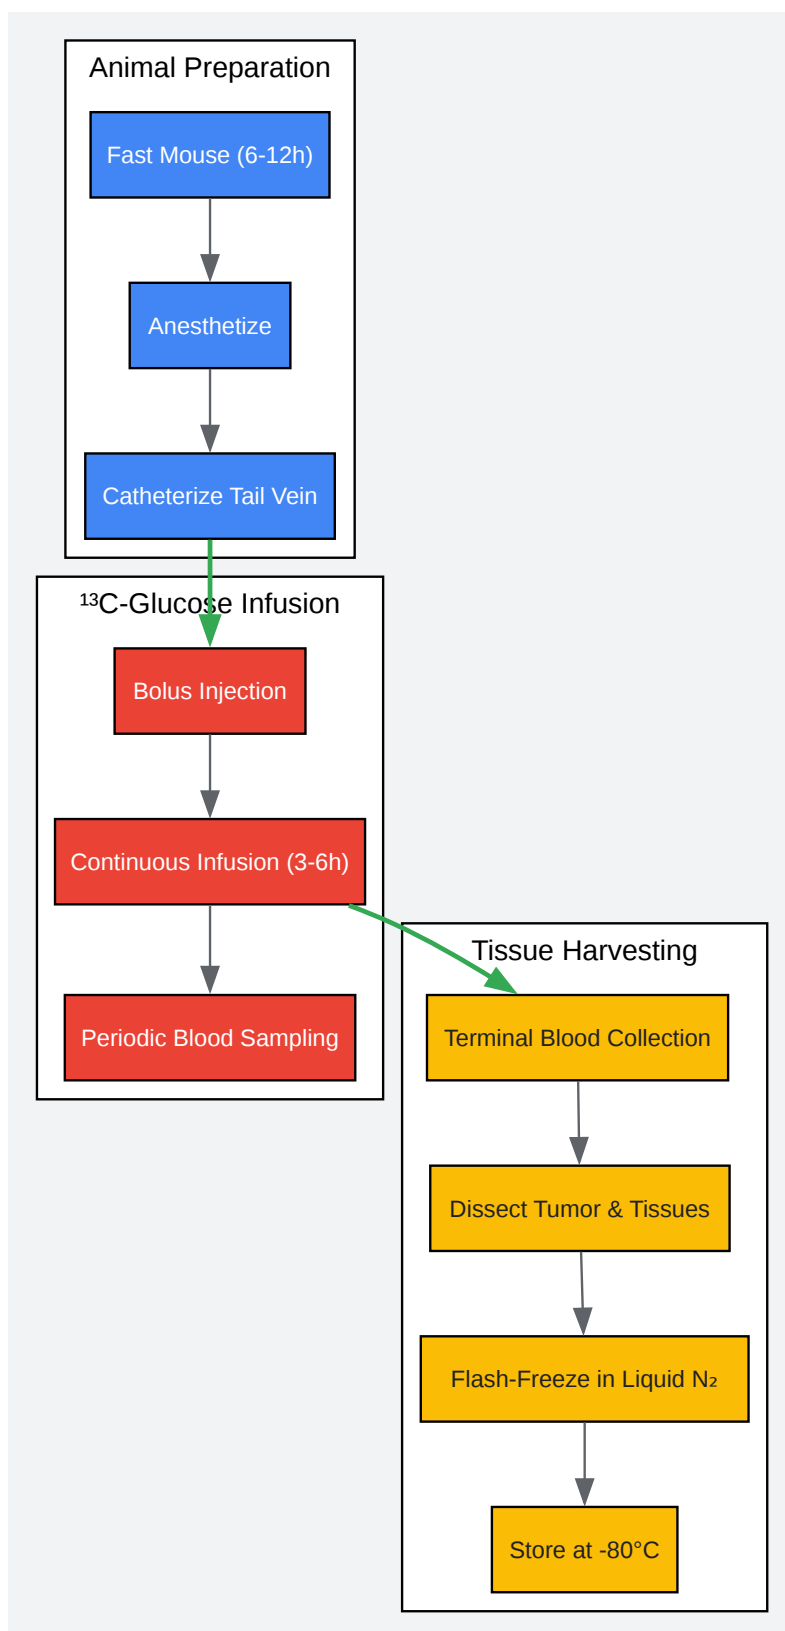 Animal Preparation
Fast Mouse (6-12h)
Anesthetize
Catheterize Tail Vein
¹³C-Glucose Infusion
Bolus Injection
Continuous Infusion (3-6h)
Periodic Blood Sampling
Tissue Harvesting
Terminal Blood Collection
Dissect Tumor & Tissues
Flash-Freeze in Liquid N₂
Store at -80°C